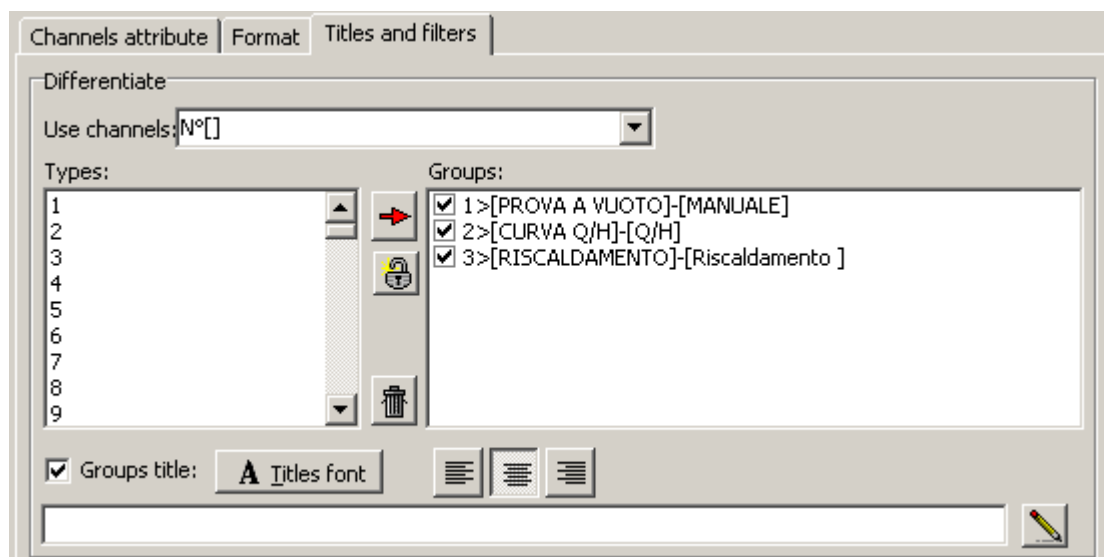 Channels attribute Format Titles and filters
Differentiate
Use channels: N°[]
Types: Groups:
1
2
3
4
5
6
7
8
9
1>[PROVA A VUOTO]-[MANUALE]
2>[CURVA Q/H]-[Q/H]
3>[RISCALDAMENTO]-[Riscaldamento ]
Groups title: A Titles font